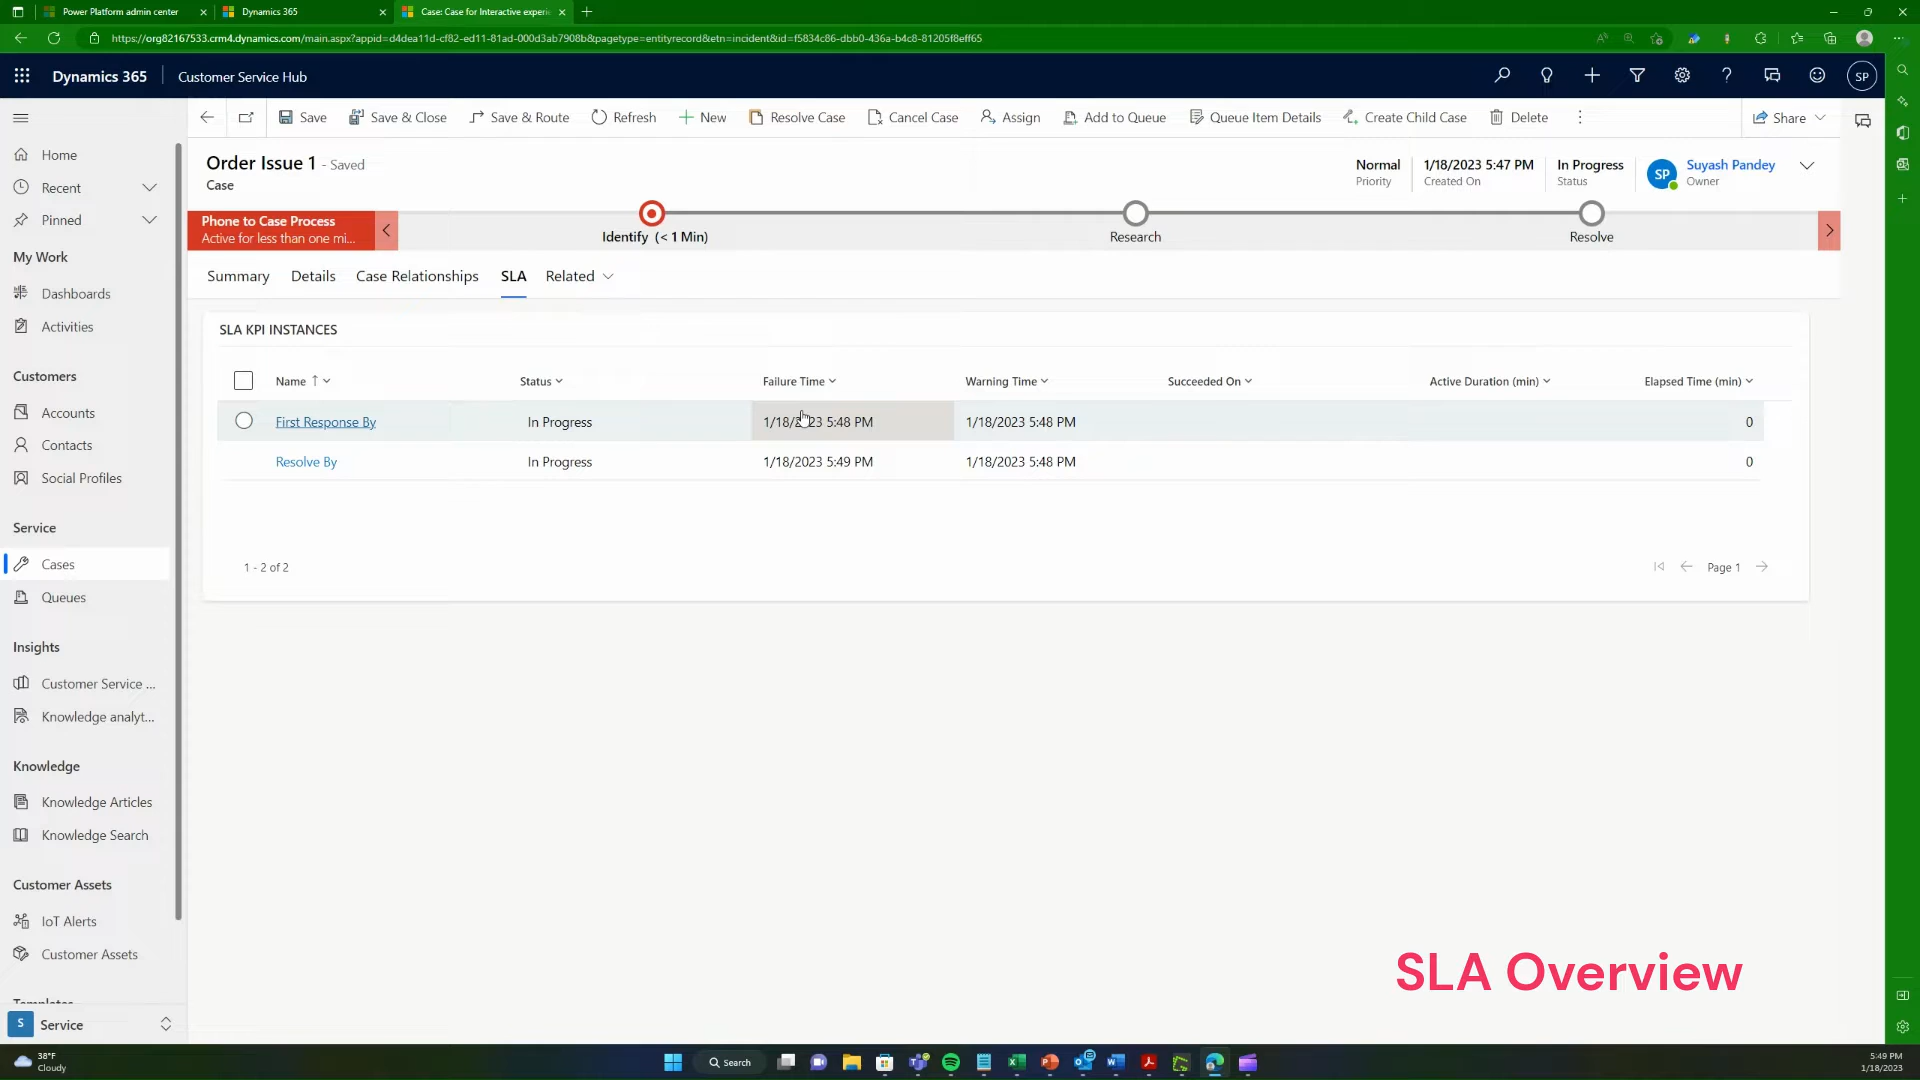 Power Platform admin center
Dynamics 365
Case: Case for Interactive experi
https://org82167533.crm4.dynamics.com/main.aspx?appid=d4dea11d-cf82-ed11-81ad-000d3ab7908b&pagetype=entityrecord&etn=incident&id=f5834c86-dbb0-436a-b4c8-81205f8eff65
Dynamics 365
Customer Service Hub
SP
Save
Save & Close
Save & Route
Refresh
New
Resolve Case
Cancel Case
Assign
Add to Queue
Queue Item Details
Create Child Case
Delete
Share
Home
Recent
Pinned
My Work
Dashboards
Activities
Customers
Accounts
Contacts
Social Profiles
Service
Cases
Queues
Insights
Customer Service ...
Knowledge analyt...
Knowledge
Knowledge Articles
Knowledge Search
Customer Assets
IoT Alerts
Customer Assets
Templates
S Service
Order Issue 1 - Saved
Case
Normal
Priority
1/18/2023 5:47 PM
Created On
In Progress
Status
SP
Suyash Pandey
Owner
Phone to Case Process
Active for less than one mi...
Identify (< 1 Min)
Research
Resolve
Summary
Details
Case Relationships
SLA
Related
SLA KPI INSTANCES
Name Status Failure Time Warning Time Succeeded On Active Duration (min) Elapsed Time (min)
First Response By In Progress 1/18/2023 5:48 PM 1/18/2023 5:48 PM 0
Resolve By In Progress 1/18/2023 5:49 PM 1/18/2023 5:48 PM 0
1 - 2 of 2
Page 1
SLA Overview
38°F
Cloudy
Search
5:49 PM
1/18/2023